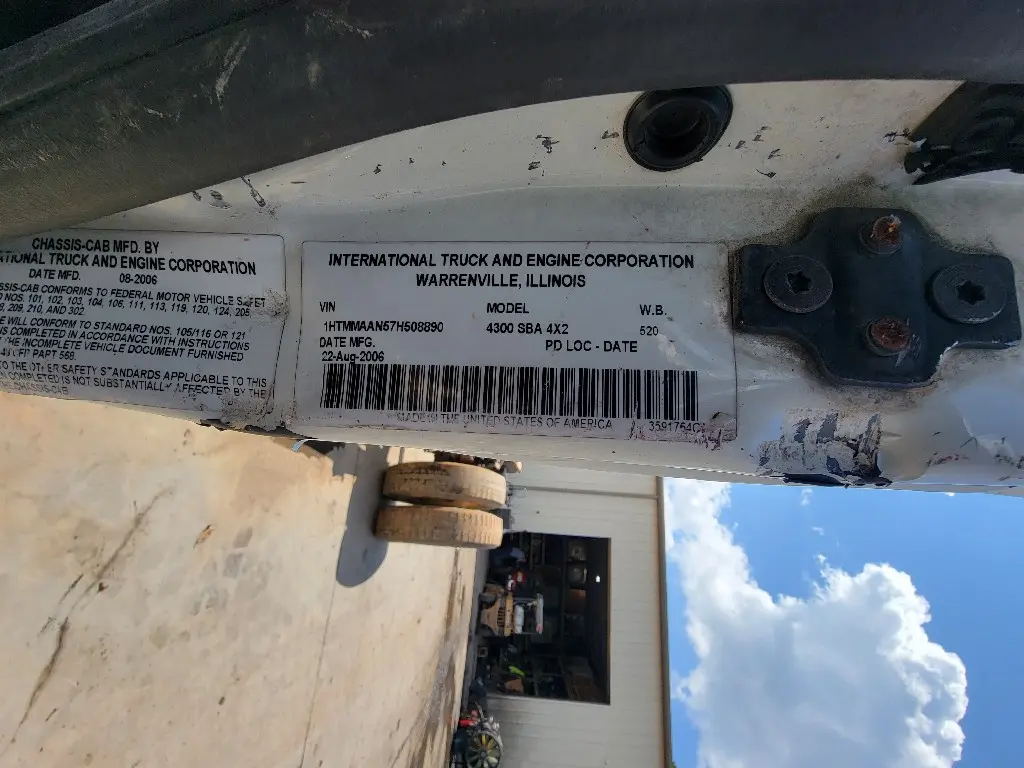 CHASSIS-CAB MFD. BY
TRUCK AND ENGINE CORPORATION
DATE MFD. 08-2006
CONFORMS TO FEDERAL MOTOR VEHICLE
NOS. 101, 102, 103, 104, 106, 111, 113, 119, 120, 124, 205,
209, 210, AND 302.
WILL CONFORM TO STANDARD NOS. 105/116 OR 121
IS COMPLETED IN ACCORDANCE WITH INSTRUCTIONS
THE INCOMPLETE VEHICLE DOCUMENT FURNISHED
PART 568.
TO THE OTHER SAFETY STANDARDS APPLICABLE TO THIS
IS NOT SUBSTANTIALLY AFFECTED BY THE
INTERNATIONAL TRUCK AND ENGINE CORPORATION
WARRENVILLE, ILLINOIS
VIN MODEL W.B.
1HTMMAAN57H508890 4300 SBA 4X2 520
DATE MFG. PD LOC - DATE
22-Aug-2006
MADE IN THE UNITED STATES OF AMERICA 3591764C